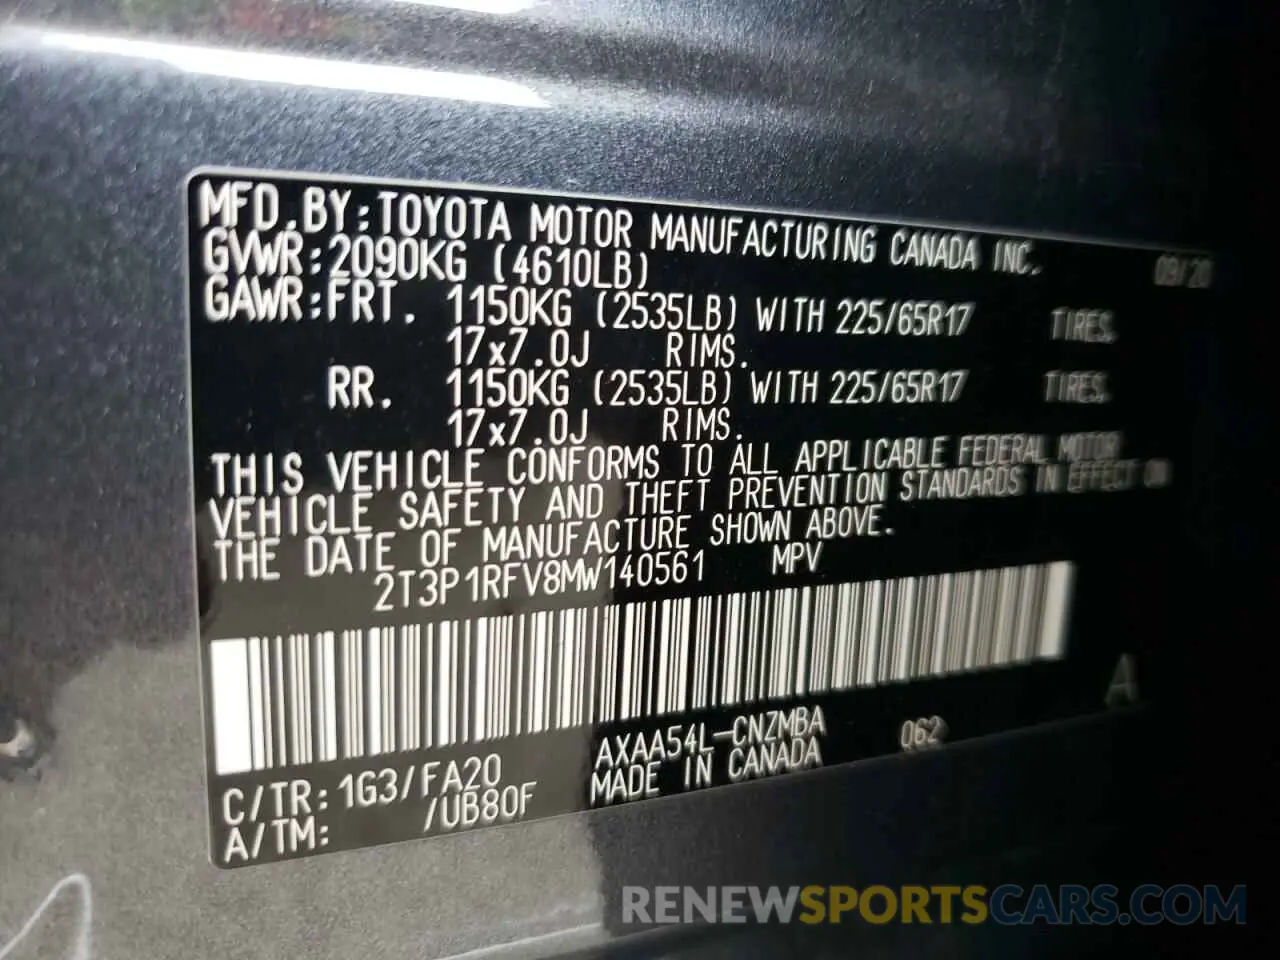 MFD.BY:TOYOTA MOTOR MANUFACTURING CANADA INC. 09/20
GVWR:2090KG (4610LB)
GAWR:FRT. 1150KG (2535LB) WITH 225/65R17 TIRES.
17x7.0J RIMS.
RR. 1150KG (2535LB) WITH 225/65R17 TIRES.
17x7.0J RIMS.
THIS VEHICLE CONFORMS TO ALL APPLICABLE FEDERAL MOTOR
VEHICLE SAFETY AND THEFT PREVENTION STANDARDS IN EFFECT ON
THE DATE OF MANUFACTURE SHOWN ABOVE.
2T3P1RFV8MW140561 MPV
A
AXAA54L-CNZMBA 062
C/TR:1G3/FA20 MADE IN CANADA
A/TM: /UB80F
RENEWSPORTSCARS.COM